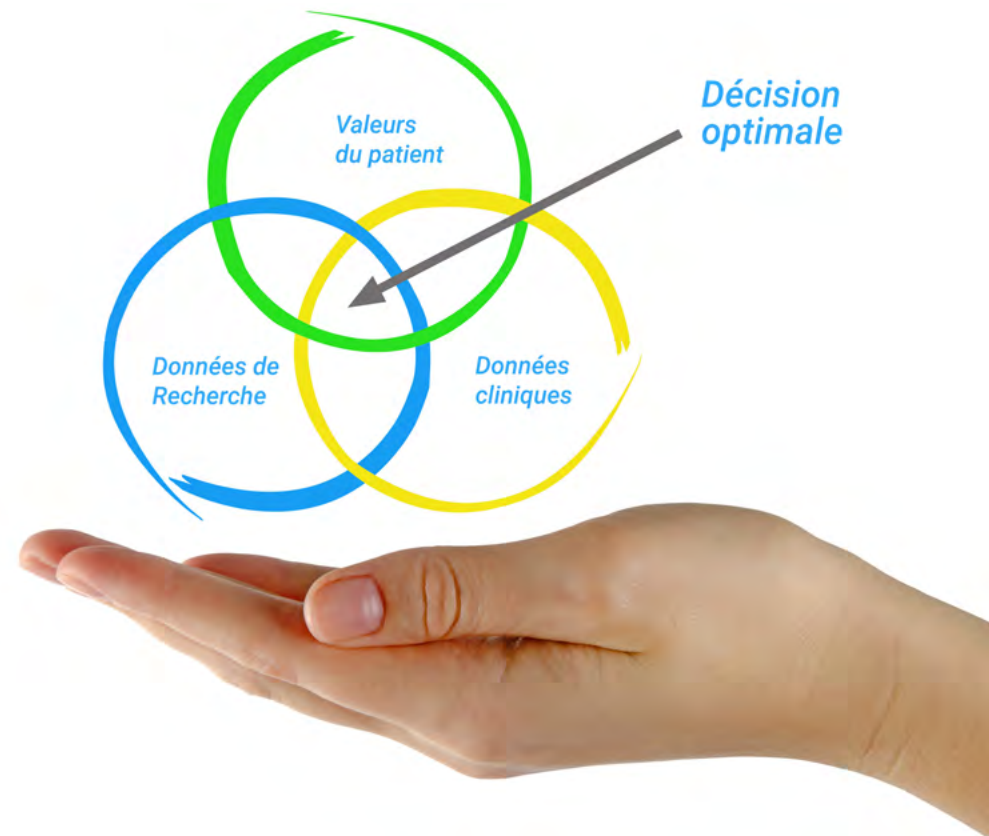 Valeurs
du patient
Décision
optimale
Données de
Recherche
Données
cliniques